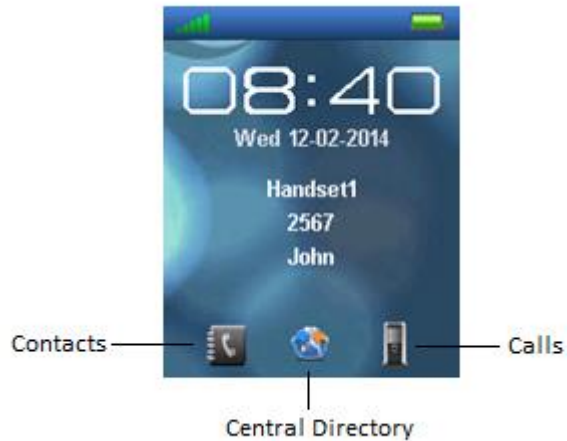 08:40
Wed 12-02-2014
Handset1
2567
John
Contacts
Calls
Central Directory